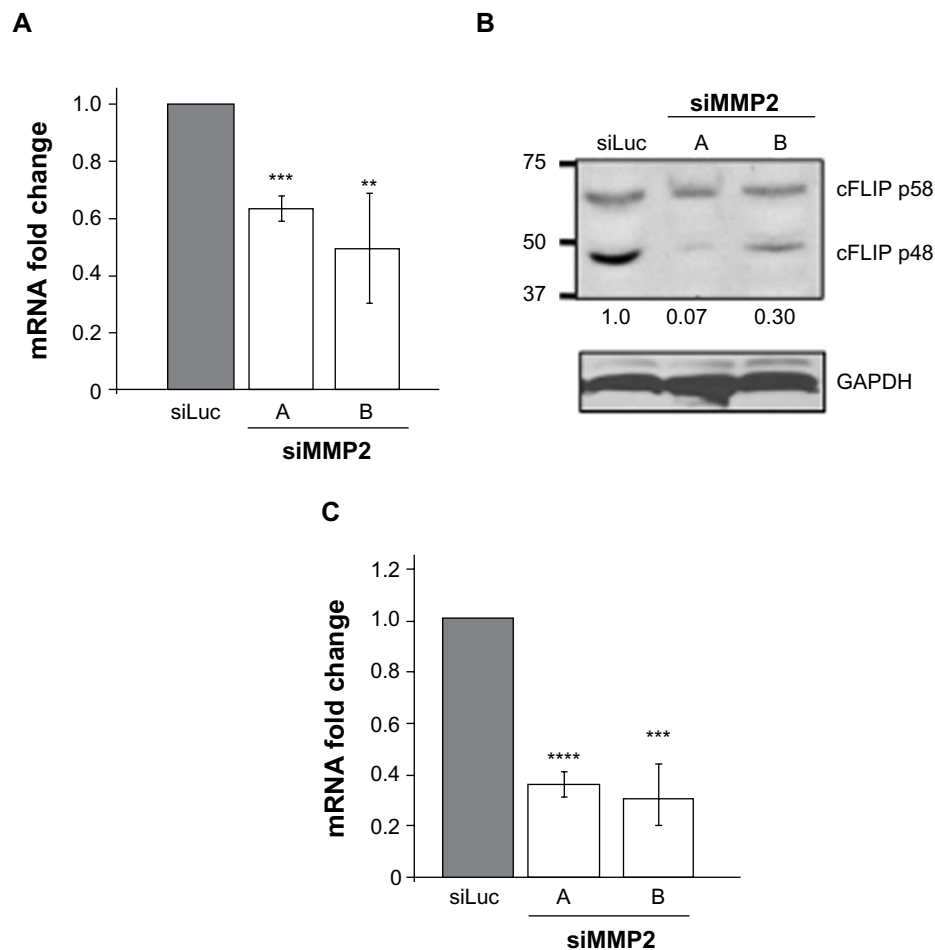 A
mRNA fold change
1.0
0.8
0.6
0.4
0.2
0
***
**
siLuc A B
siMMP2
B
siMMP2
siLuc A B
75
50
37
cFLIP p58
cFLIP p48
1.0 0.07 0.30
GAPDH
C
mRNA fold change
1.2
1.0
0.8
0.6
0.4
0.2
0
****
***
siLuc A B
siMMP2